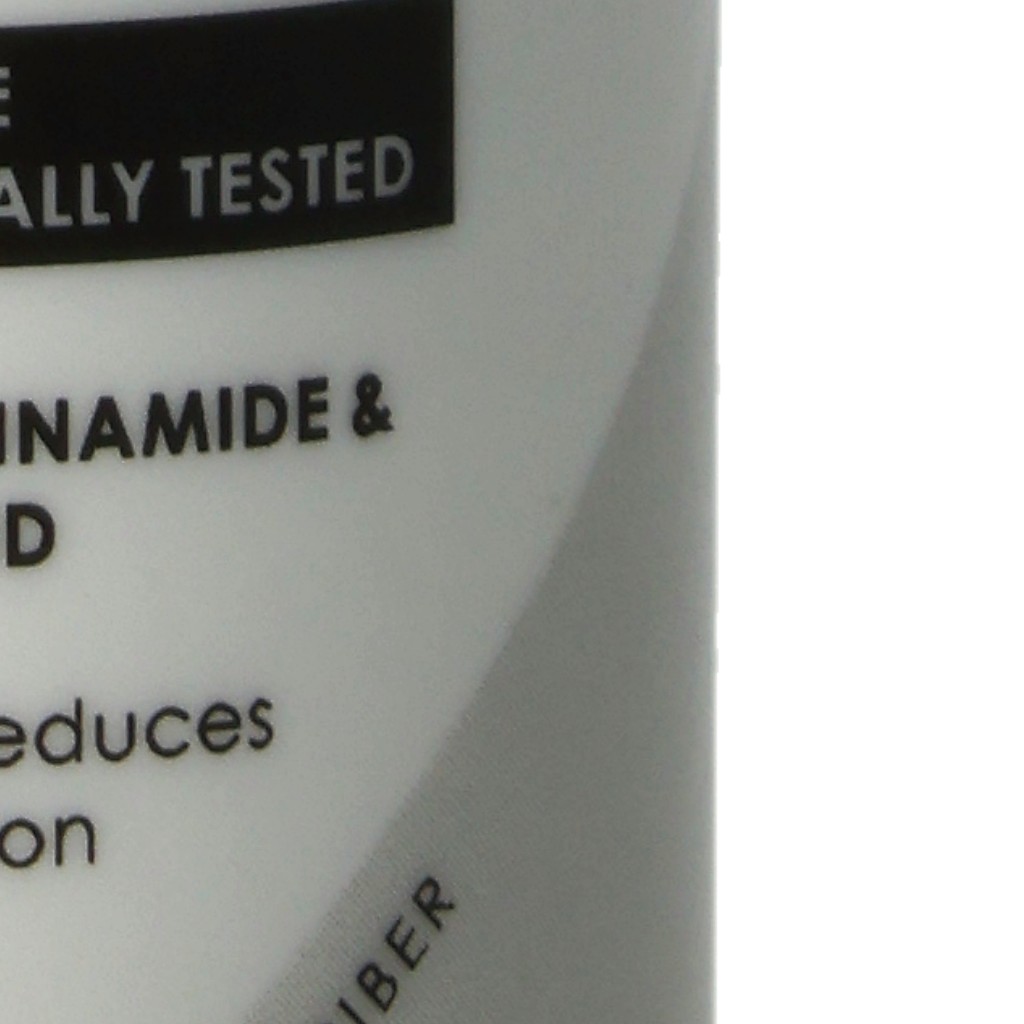 E
ALLY TESTED
INAMIDE &
D
educes
on
IBER